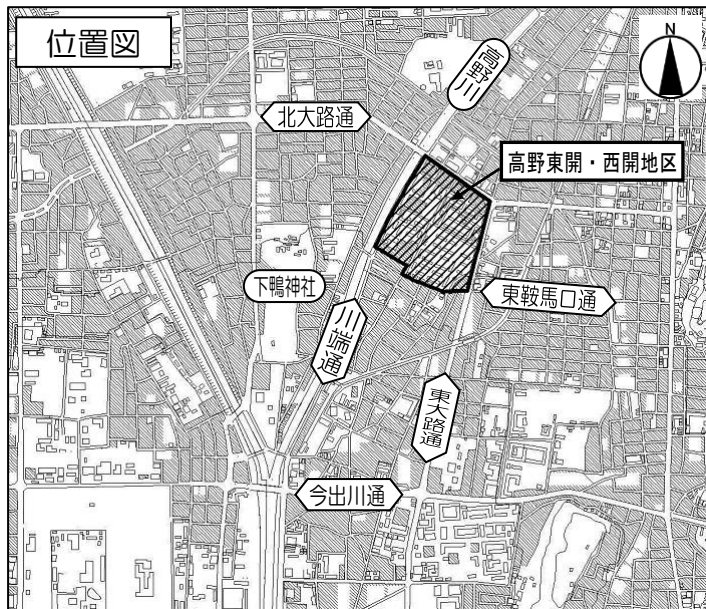 位置図
高野川
N
北大路通
高野東開・西開地区
下鴨神社
東鞍馬口通
川端通
東大路通
今出川通